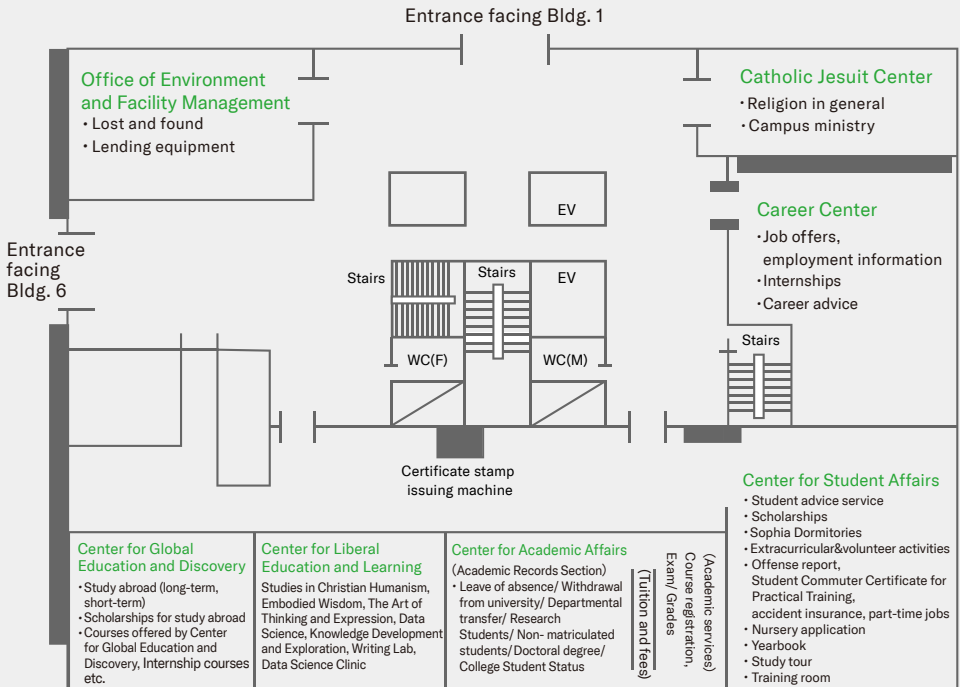 Entrance facing Bldg. 1
Office of Environment
and Facility Management
・Lost and found
・Lending equipment
Catholic Jesuit Center
・Religion in general
・Campus ministry
EV
Career Center
・Job offers,
employment information
・Internships
・Career advice
Entrance
facing
Bldg. 6
Stairs
Stairs
EV
WC(F)
WC(M)
Stairs
Certificate stamp
issuing machine
Center for Global
Education and Discovery
・Study abroad (long-term,
short-term)
・Scholarships for study abroad
・Courses offered by Center
for Global Education and
Discovery, Internship courses
etc.
Center for Liberal
Education and Learning
Studies in Christian Humanism,
Embodied Wisdom, The Art of
Thinking and Expression, Data
Science, Knowledge Development
and Exploration, Writing Lab,
Data Science Clinic
Center for Academic Affairs
(Academic Records Section)
・Leave of absence/ Withdrawal
from university/ Departmental
transfer/ Research
Students/ Non- matriculated
students/Doctoral degree/
College Student Status
(Tuition and fees)
(Academic services)
Course registration,
Exam/ Grades
Center for Student Affairs
・Student advice service
・Scholarships
・Sophia Dormitories
・Extracurricular&volunteer activities
・Offense report,
Student Commuter Certificate for
Practical Training,
accident insurance, part-time jobs
・Nursery application
・Yearbook
・Study tour
・Training room